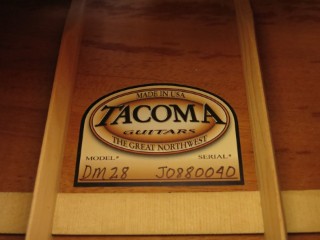 MADE IN USA
TACOMA
GUITARS
THE GREAT NORTHWEST
MODEL* SERIAL*
DM28 J0880040